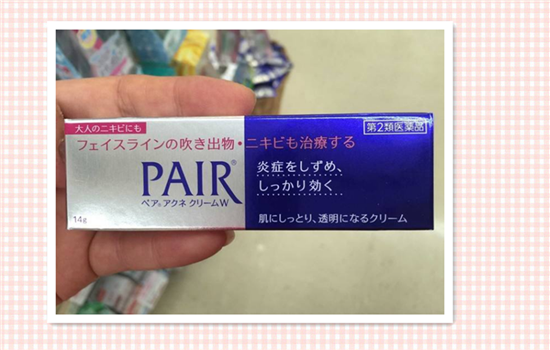 大人のニキビにも
第2類医薬品
フェイスラインの吹き出物・ニキビも治療する
PAIR®
ペア® アクネ クリームW
14g
炎症をしずめ、
しっかり効く
肌にしっとり、透明になるクリーム